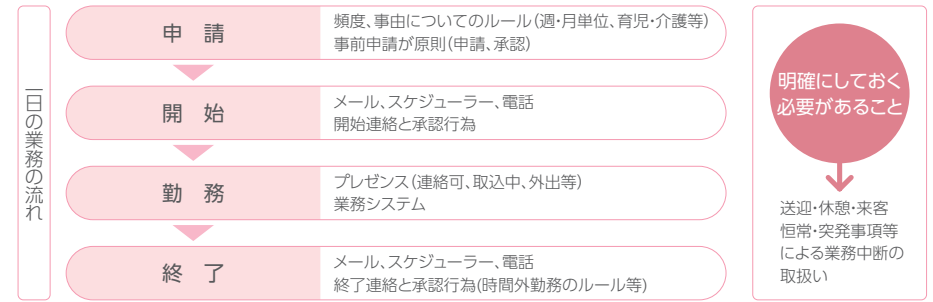 一日の業務の流れ
申 請
頻度、事由についてのルール(週・月単位、育児・介護等)
事前申請が原則(申請、承認)
開 始
メール、スケジューラー、電話
開始連絡と承認行為
勤 務
プレゼンス(連絡可、取込中、外出等)
業務システム
終 了
メール、スケジューラー、電話
終了連絡と承認行為(時間外勤務のルール等)
明確にしておく
必要があること
送迎・休憩・来客
恒常・突発事項等
による業務中断の
取扱い